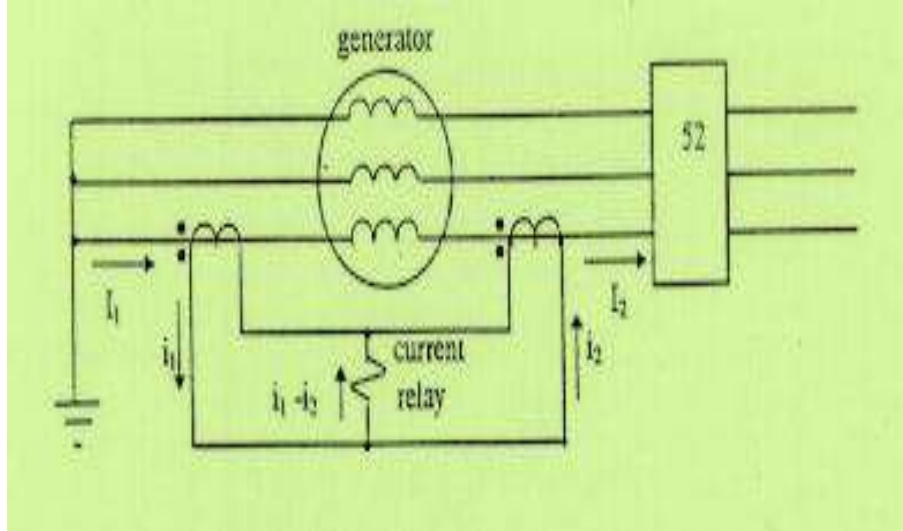 generator
52
I₁
I₂
i₁
i₂
current
relay
i₁ -i₂